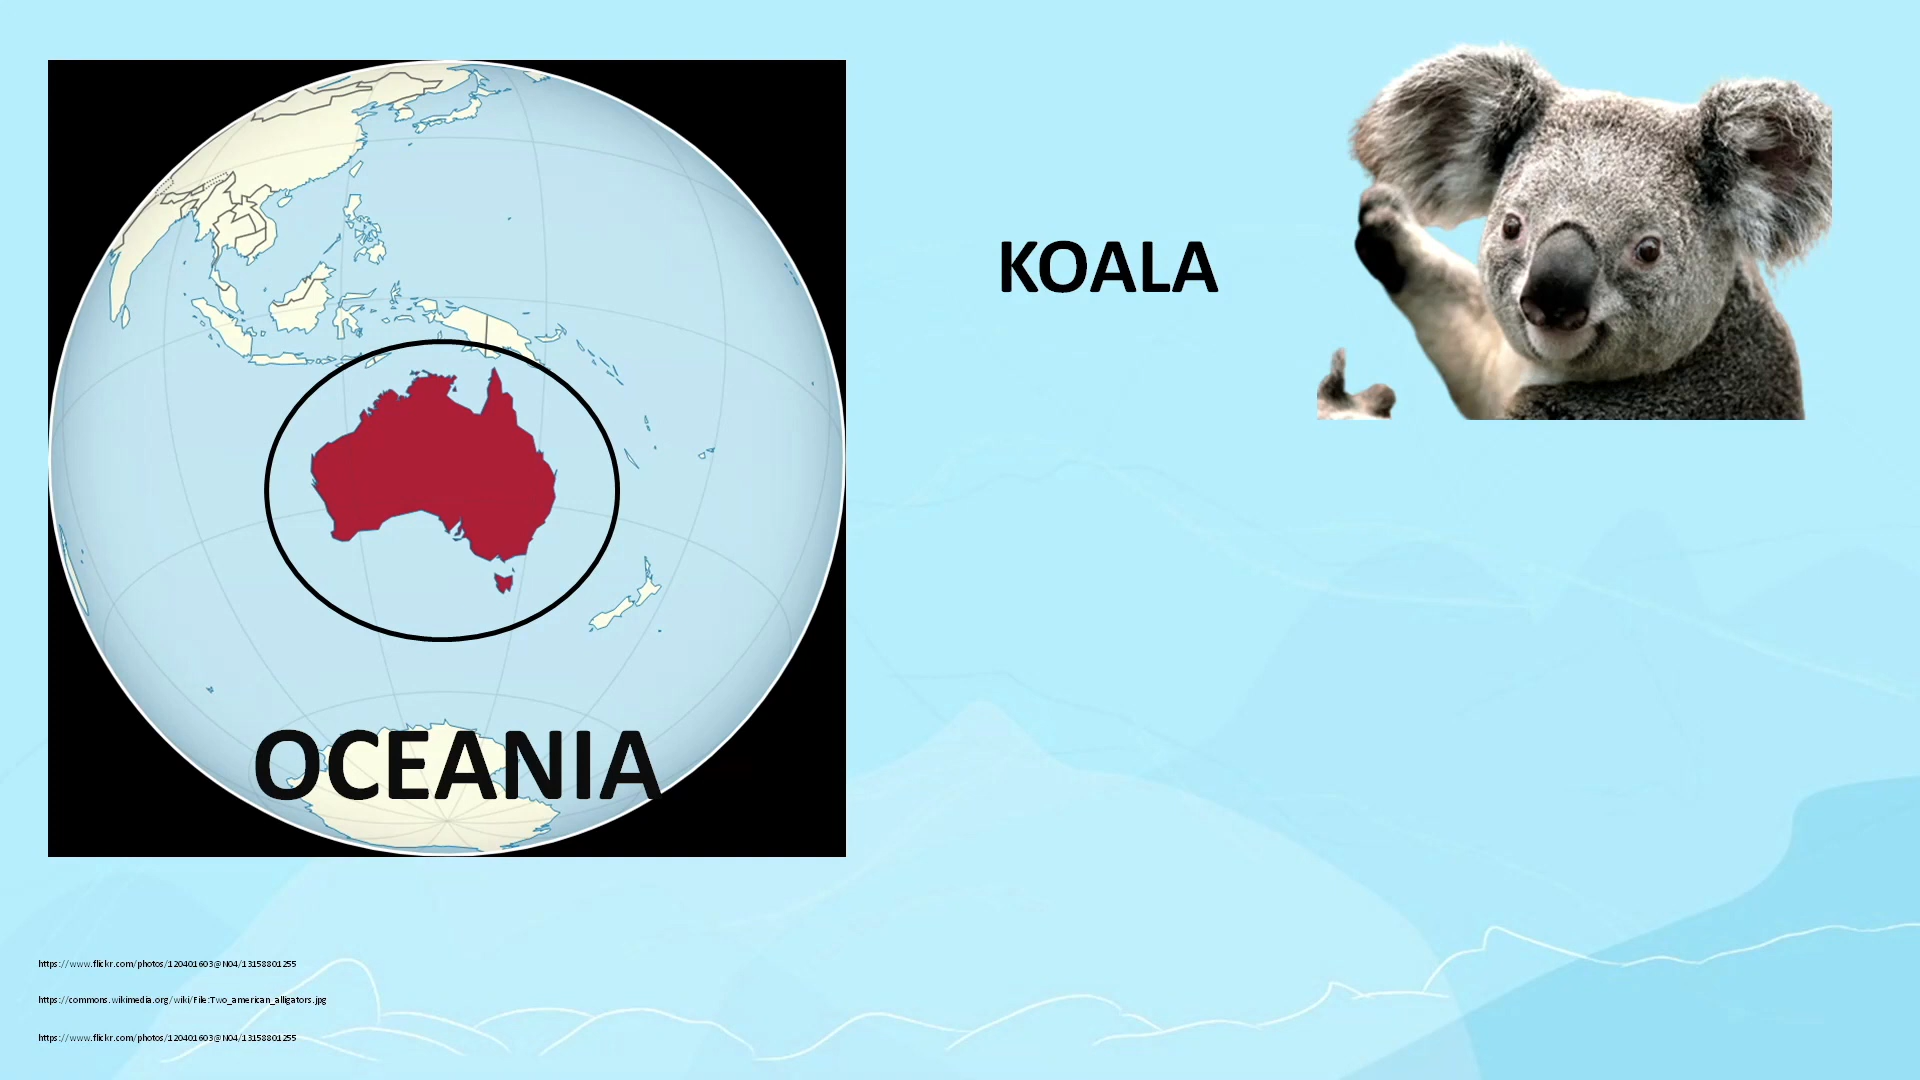 KOALA
OCEANIA
https://www.flickr.com/photos/120401603@N04/13158801255
https://commons.wikimedia.org/wiki/File:Two_american_alligators.jpg
https://www.flickr.com/photos/120401603@N04/13158801255